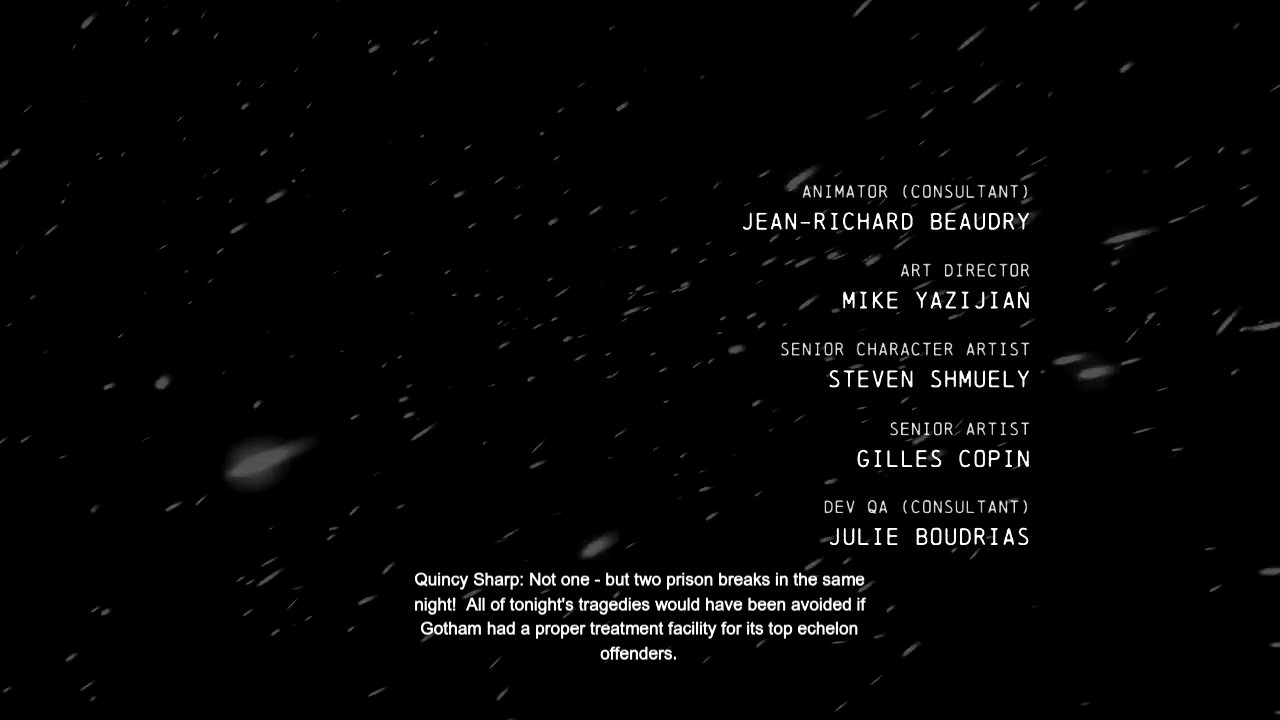 ANIMATOR (CONSULTANT)
JEAN-RICHARD BEAUDRY
ART DIRECTOR
MIKE YAZIJIAN
SENIOR CHARACTER ARTIST
STEVEN SHMUELY
SENIOR ARTIST
GILLES COPIN
DEV QA (CONSULTANT)
JULIE BOUDRIAS
Quincy Sharp: Not one - but two prison breaks in the same
night!  All of tonight's tragedies would have been avoided if
Gotham had a proper treatment facility for its top echelon
offenders.